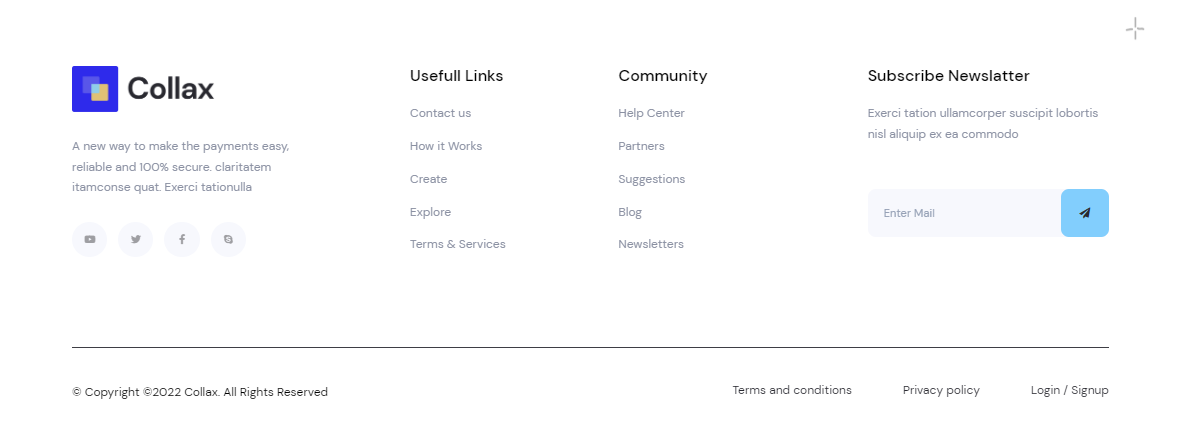 Collax
A new way to make the payments easy,
reliable and 100% secure. claritatem
itamconse quat. Exerci tationulla
Usefull Links
Contact us
How it Works
Create
Explore
Terms & Services
Community
Help Center
Partners
Suggestions
Blog
Newsletters
Subscribe Newslatter
Exerci tation ullamcorper suscipit lobortis
nisl aliquip ex ea commodo
Enter Mail
© Copyright ©2022 Collax. All Rights Reserved
Terms and conditions
Privacy policy
Login / Signup